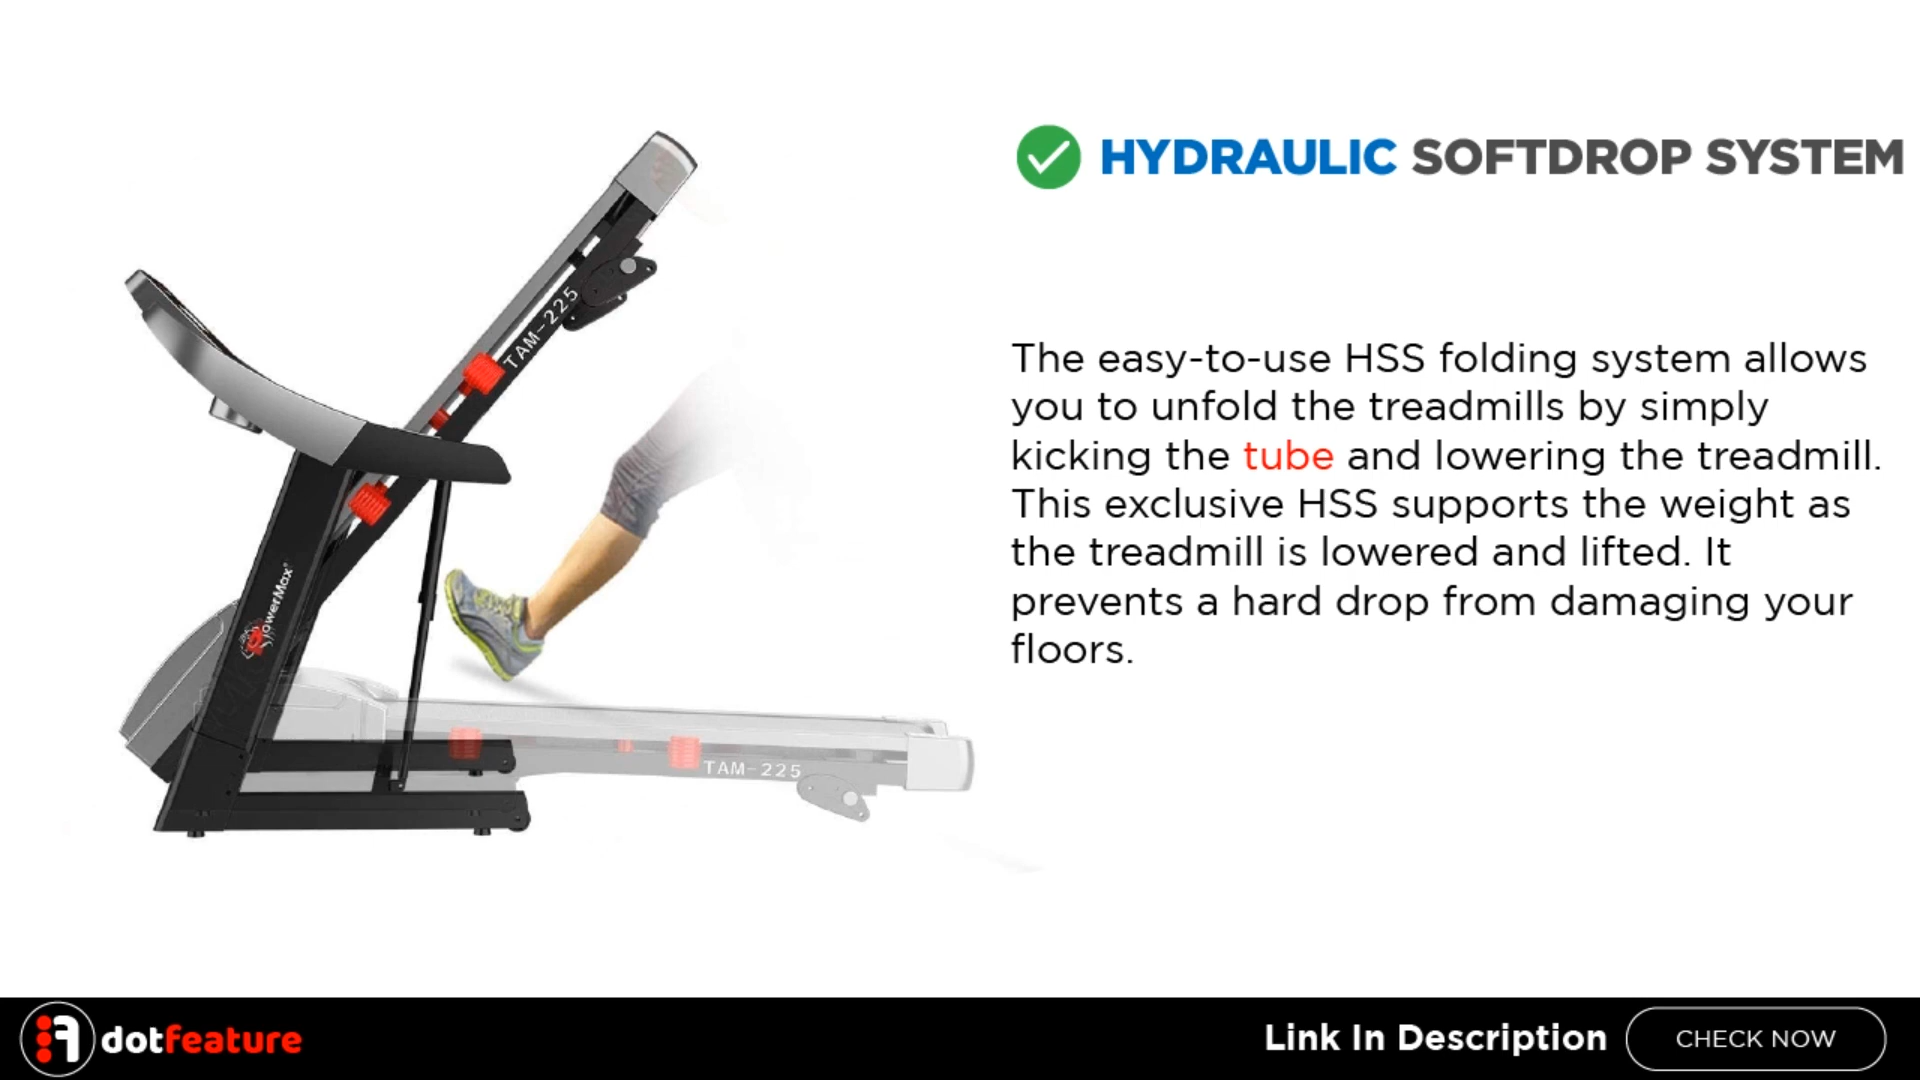 HYDRAULIC SOFTDROP SYSTEM
TAM-225
The easy-to-use HSS folding system allows
you to unfold the treadmills by simply
kicking the tube and lowering the treadmill.
This exclusive HSS supports the weight as
the treadmill is lowered and lifted. It
prevents a hard drop from damaging your
floors.
PowerMax®
TAM-225
dotfeature
Link In Description
CHECK NOW